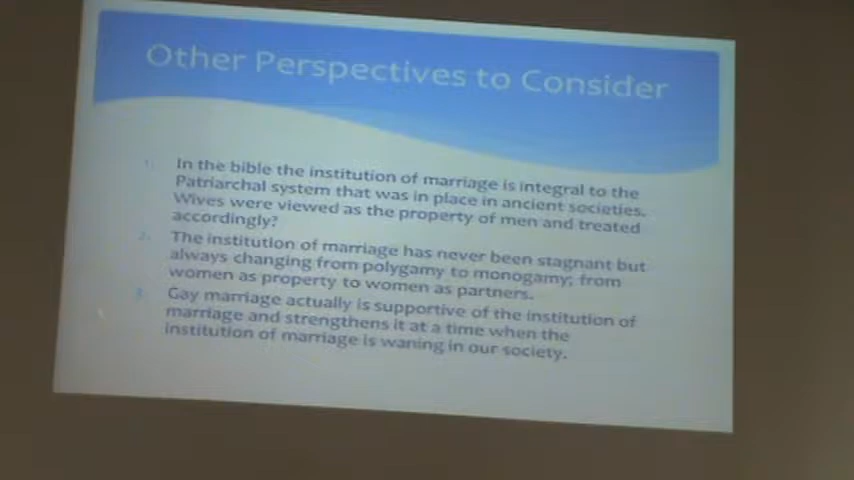 Other Perspectives to Consider
1. In the bible the institution of marriage is integral to the
Patriarchal system that was in place in ancient societies.
Wives were viewed as the property of men and treated
accordingly?
2. The institution of marriage has never been stagnant but
always changing from polygamy to monogamy; from
women as property to women as partners.
3. Gay marriage actually is supportive of the institution of
marriage and strengthens it at a time when the
institution of marriage is waning in our society.